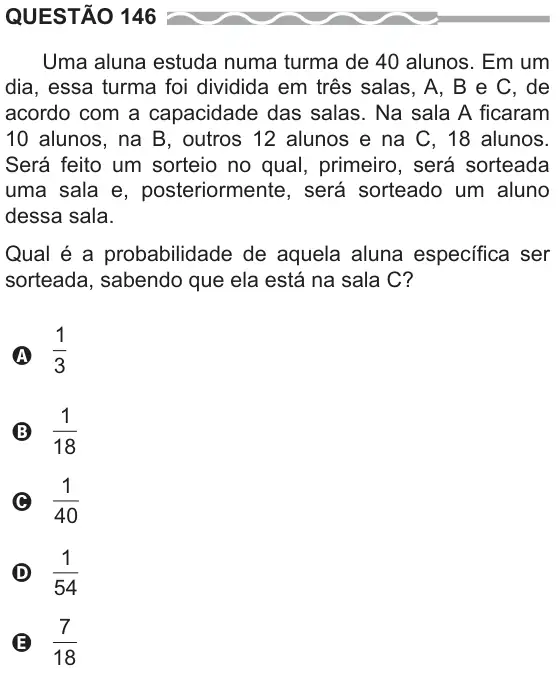 QUESTÃO 146
Uma aluna estuda numa turma de 40 alunos. Em um
dia, essa turma foi dividida em três salas, A, B e C, de
acordo com a capacidade das salas. Na sala A ficaram
10 alunos, na B, outros 12 alunos e na C, 18 alunos.
Será feito um sorteio no qual, primeiro, será sorteada
uma sala e, posteriormente, será sorteado um aluno
dessa sala.
Qual é a probabilidade de aquela aluna específica ser
sorteada, sabendo que ela está na sala C?
A 1/3
B 1/18
C 1/40
D 1/54
E 7/18